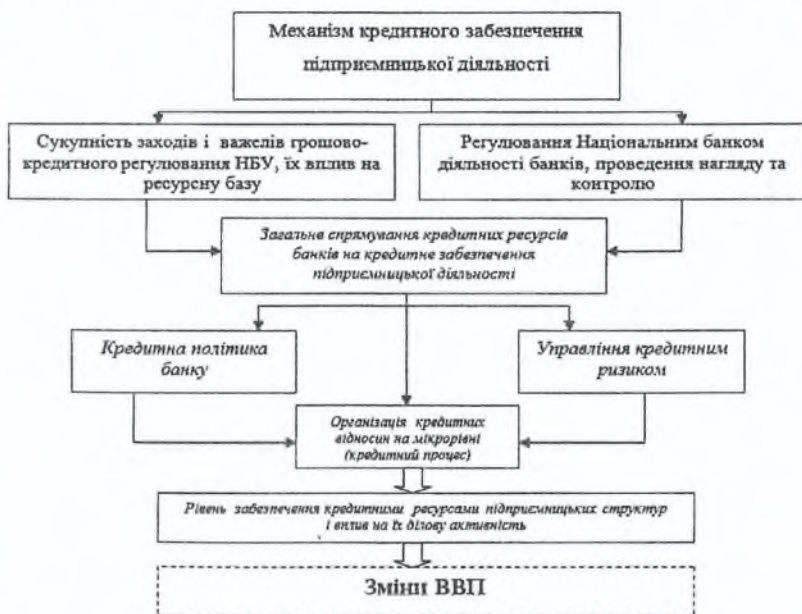 Механізм кредитного забезпечення
підприємницької діяльності
Сукупність заходів і важелів грошово-
кредитного регулювання НБУ, їх вплив на
ресурсну базу
Регулювання Національним банком
діяльності банків, проведення нагляду та
контролю
Загальне спрямування кредитних ресурсів
банків на кредитне забезпечення
підприємницької діяльності
Кредитна політика
банку
Управління кредитним
ризиком
Організація кредитних
відносин на мікрорівні
(кредитний процес)
Рівень забезпечення кредитними ресурсами підприємницьких структур
і вплив на їх ділову активність
Зміни ВВП